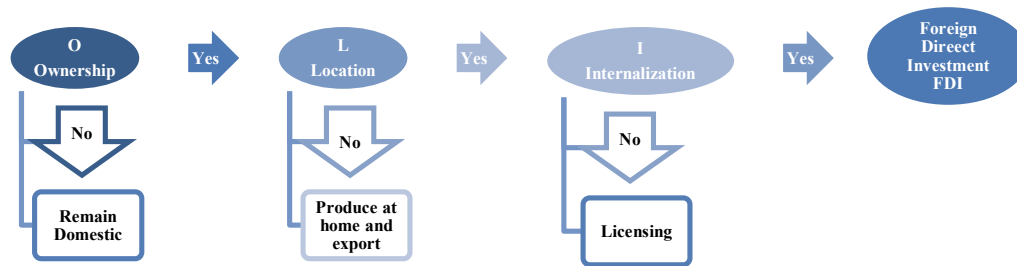 O
Ownership
Yes
L
Location
Yes
I
Internalization
Yes
Foreign
Direect
Investment
FDI
No
No
No
Remain
Domestic
Produce at
home and
export
Licensing